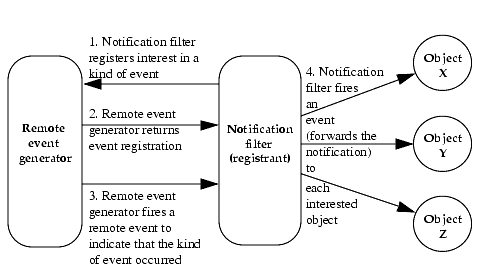 1. Notification filter
registers interest in a
kind of event
2. Remote event
generator returns
event registration
3. Remote event
generator fires a
remote event to
indicate that the kind
of event occurred
Remote
event
generator
Notification
filter
(registrant)
4. Notification
filter fires
an
event
(forwards the
notification)
to
each
interested
object
Object
X
Object
Y
Object
Z